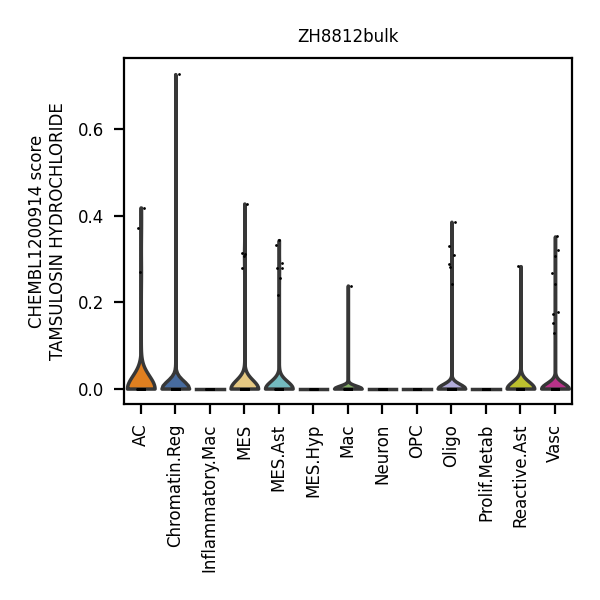 ZH8812bulk
CHEMBL1200914 score
TAMSULOSIN HYDROCHLORIDE
0.6
0.4
0.2
0.0
AC
Chromatin.Reg
Inflammatory.Mac
MES
MES.Ast
MES.Hyp
Mac
Neuron
OPC
Oligo
Prolif.Metab
Reactive.Ast
Vasc